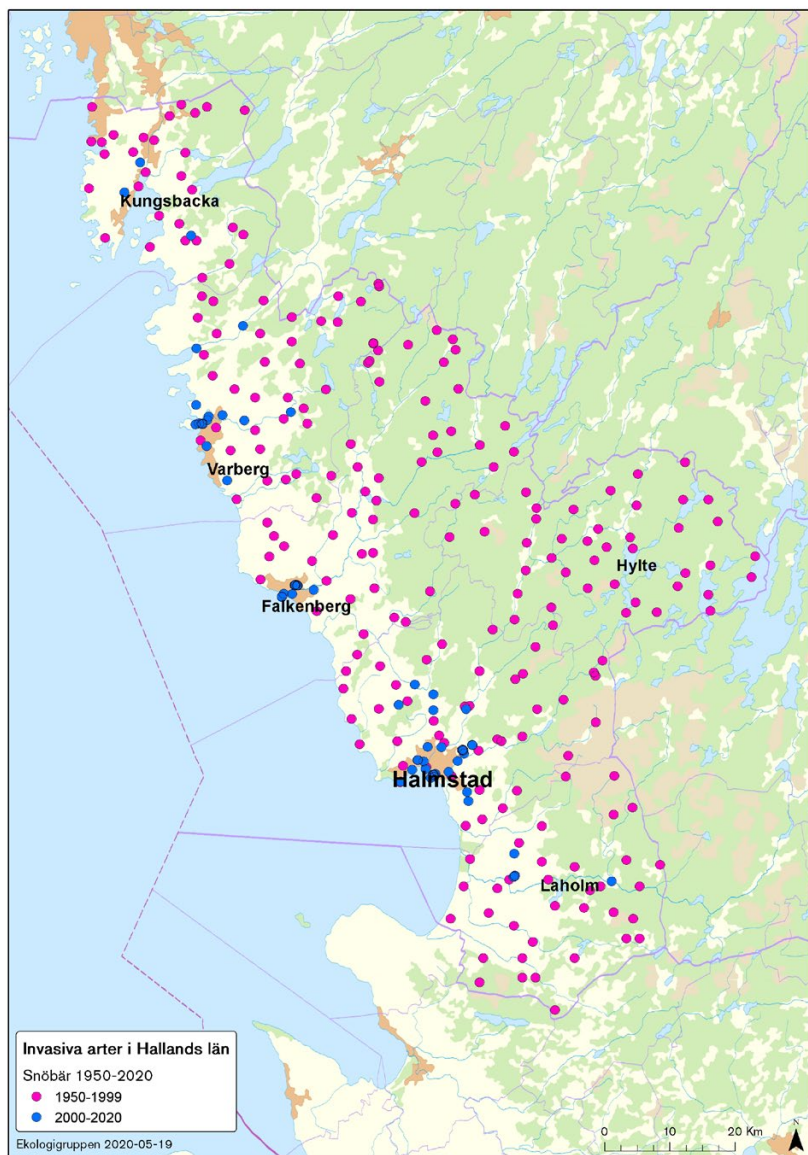 Kungsbacka
Varberg
Hylte
Falkenberg
Halmstad
Laholm
Invasiva arter i Hallands län
Snöbär 1950-2020
1950-1999
2000-2020
Ekologigruppen 2020-05-19
0 10 20 Km
N